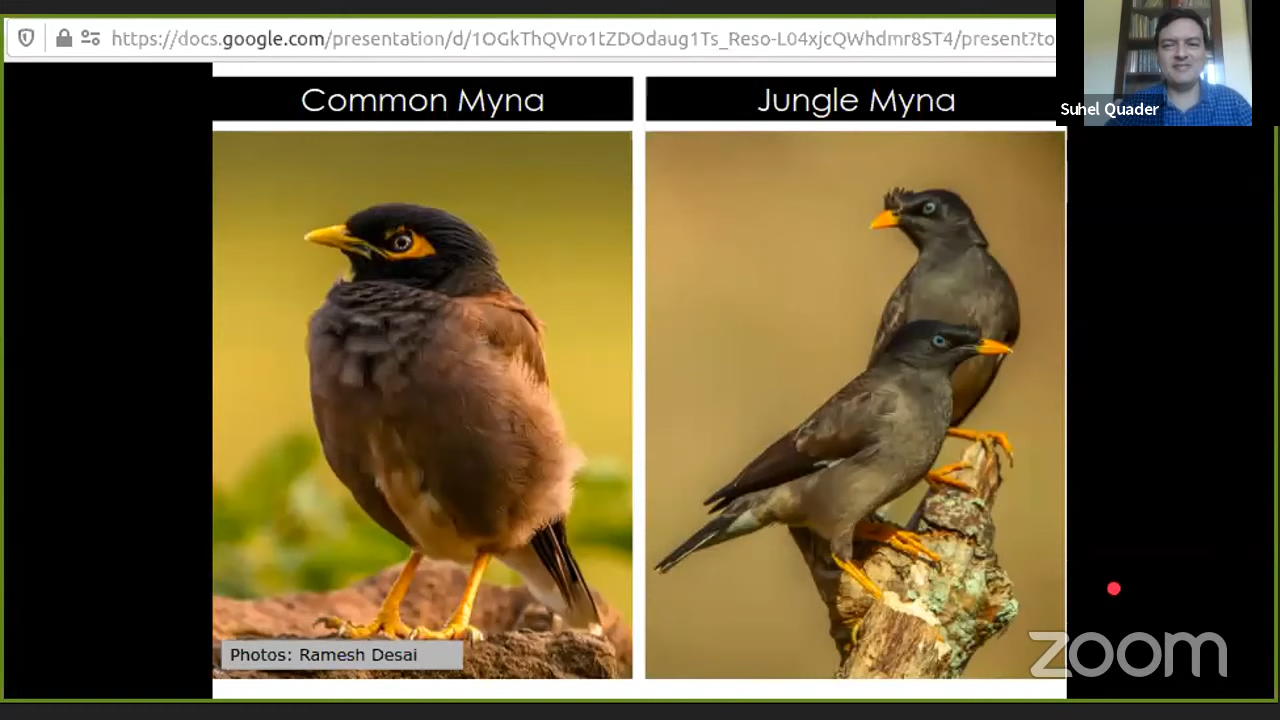 https://docs.google.com/presentation/d/1OGkThQVro1tZDOdaug1Ts_Reso-L04xjcQWhdmr8ST4/present?to
Suhel Quader
Common Myna
Jungle Myna
Photos: Ramesh Desai
zoom